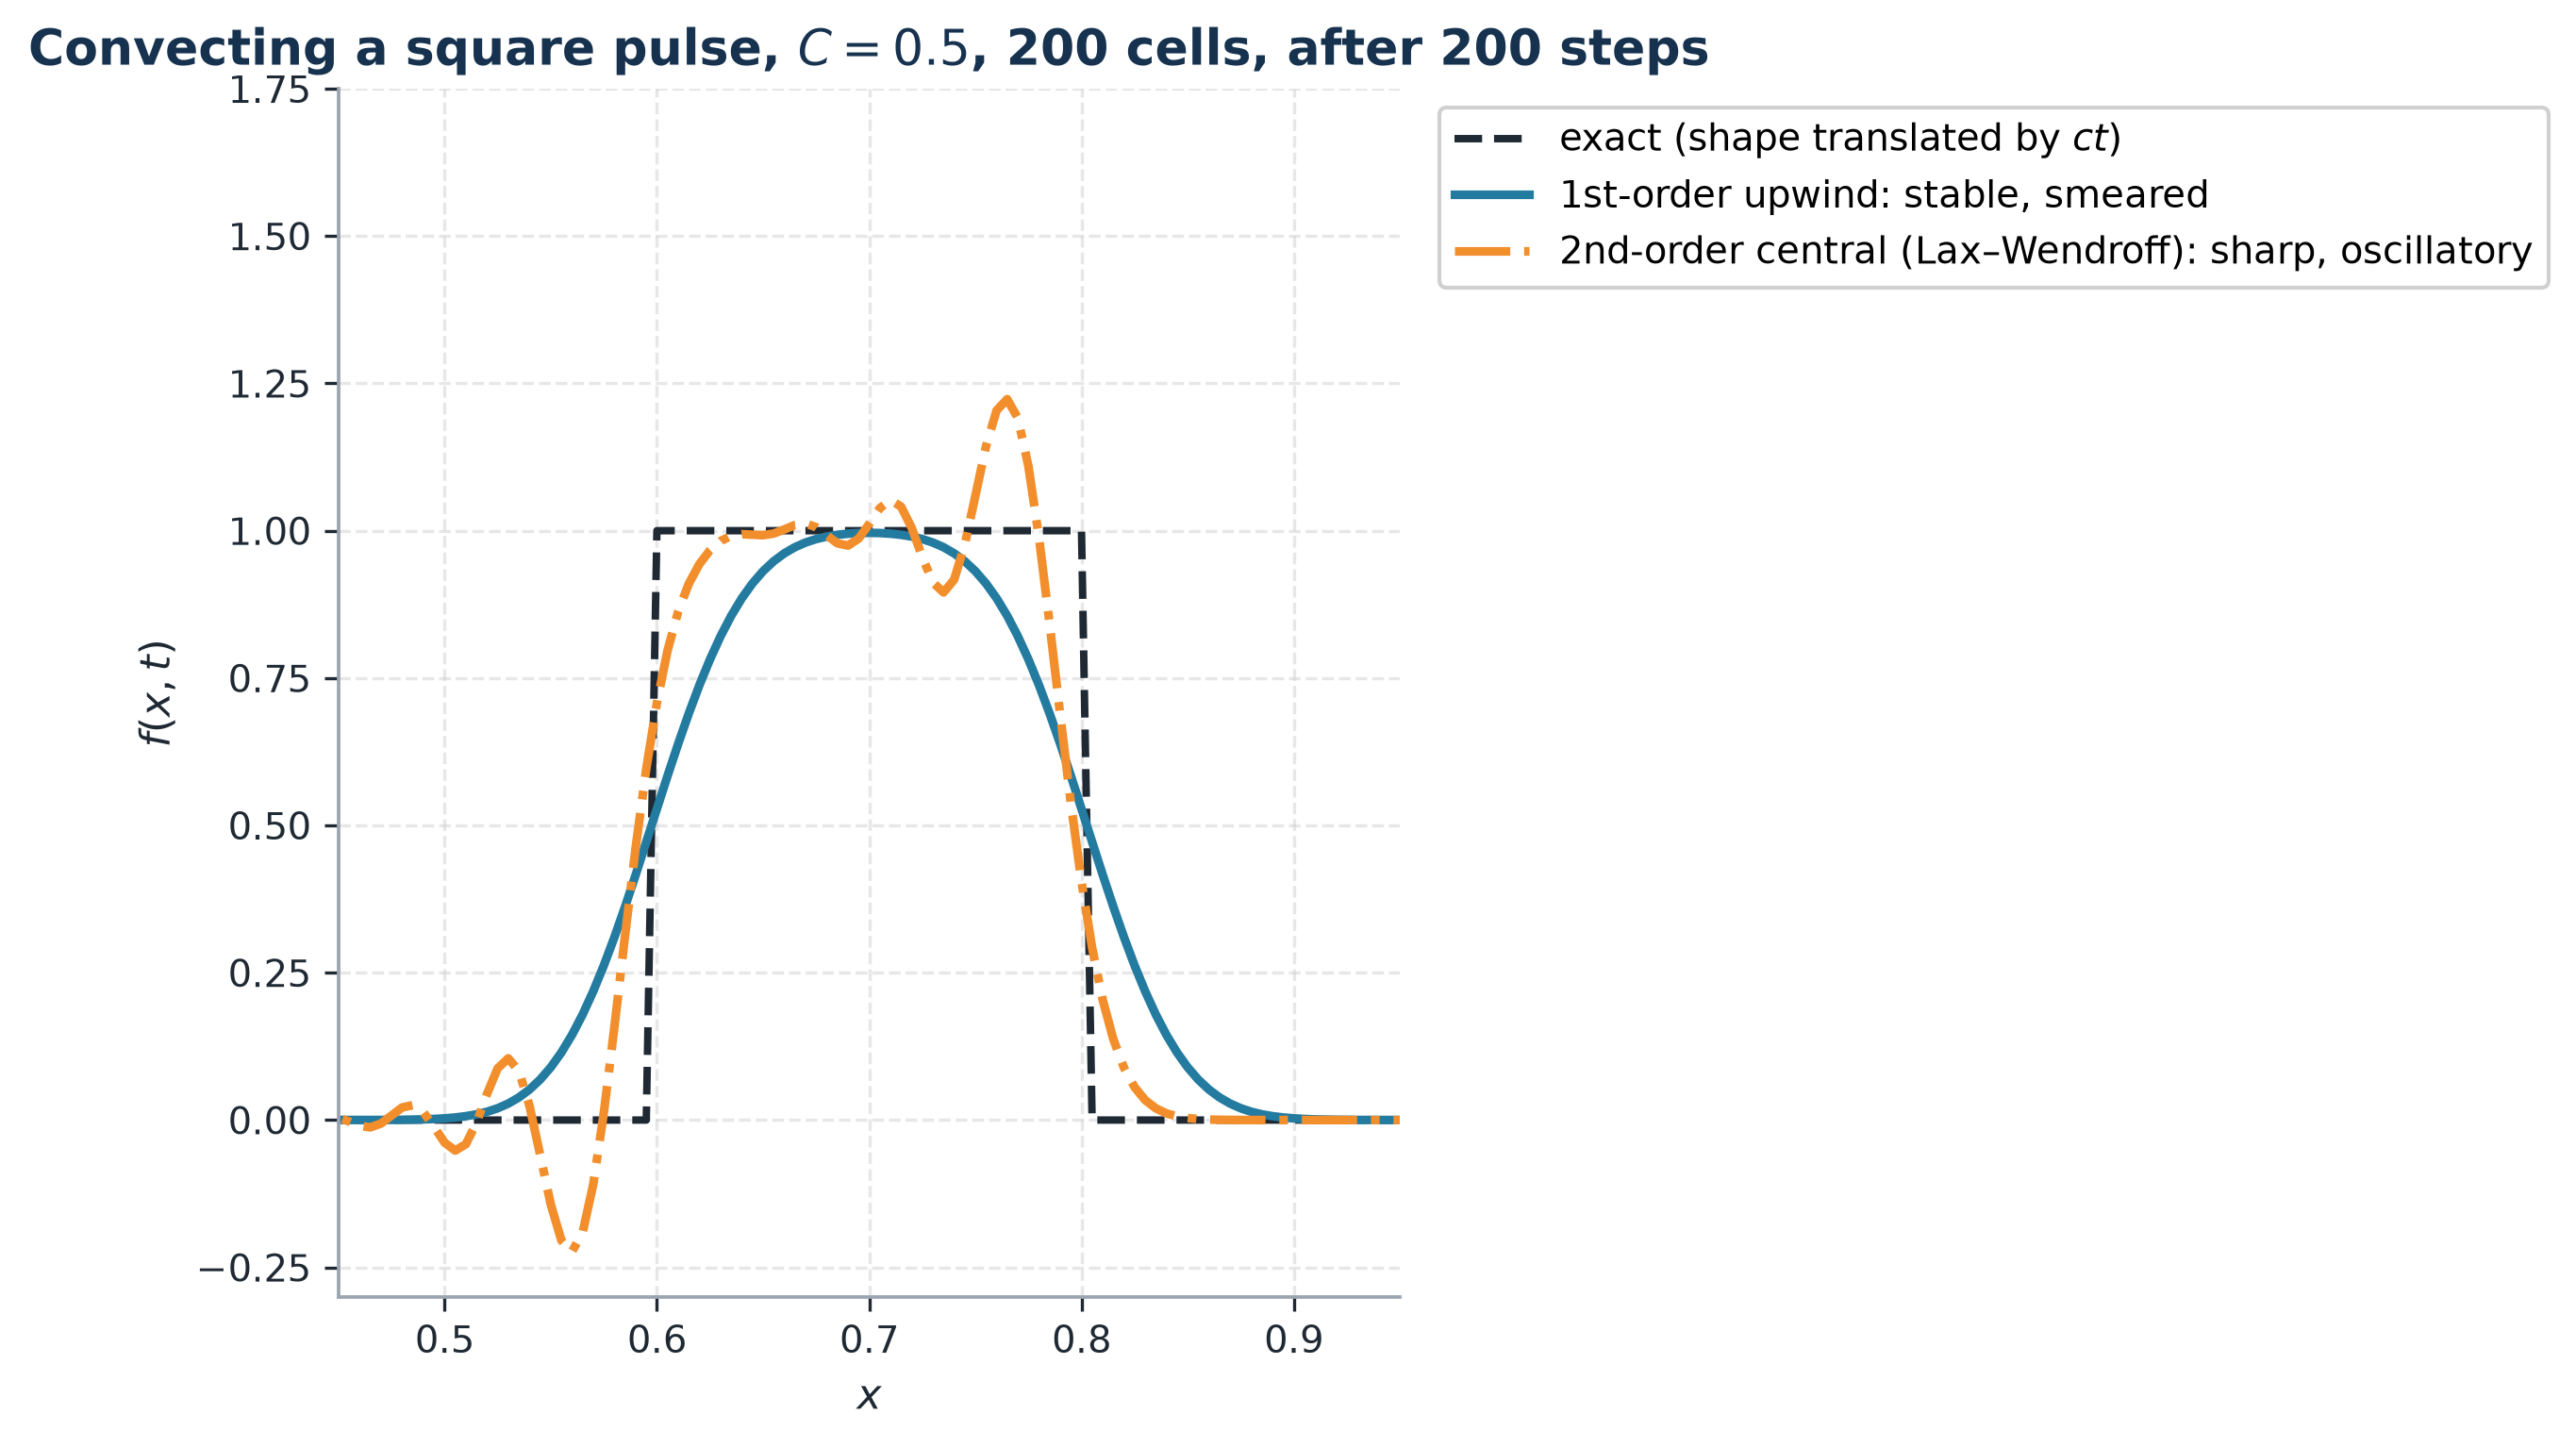 Convecting a square pulse, C = 0.5, 200 cells, after 200 steps
exact (shape translated by ct)
1st-order upwind: stable, smeared
2nd-order central (Lax–Wendroff): sharp, oscillatory
1.75
1.50
1.25
1.00
0.75
0.50
0.25
0.00
−0.25
f(x, t)
0.5 0.6 0.7 0.8 0.9
x